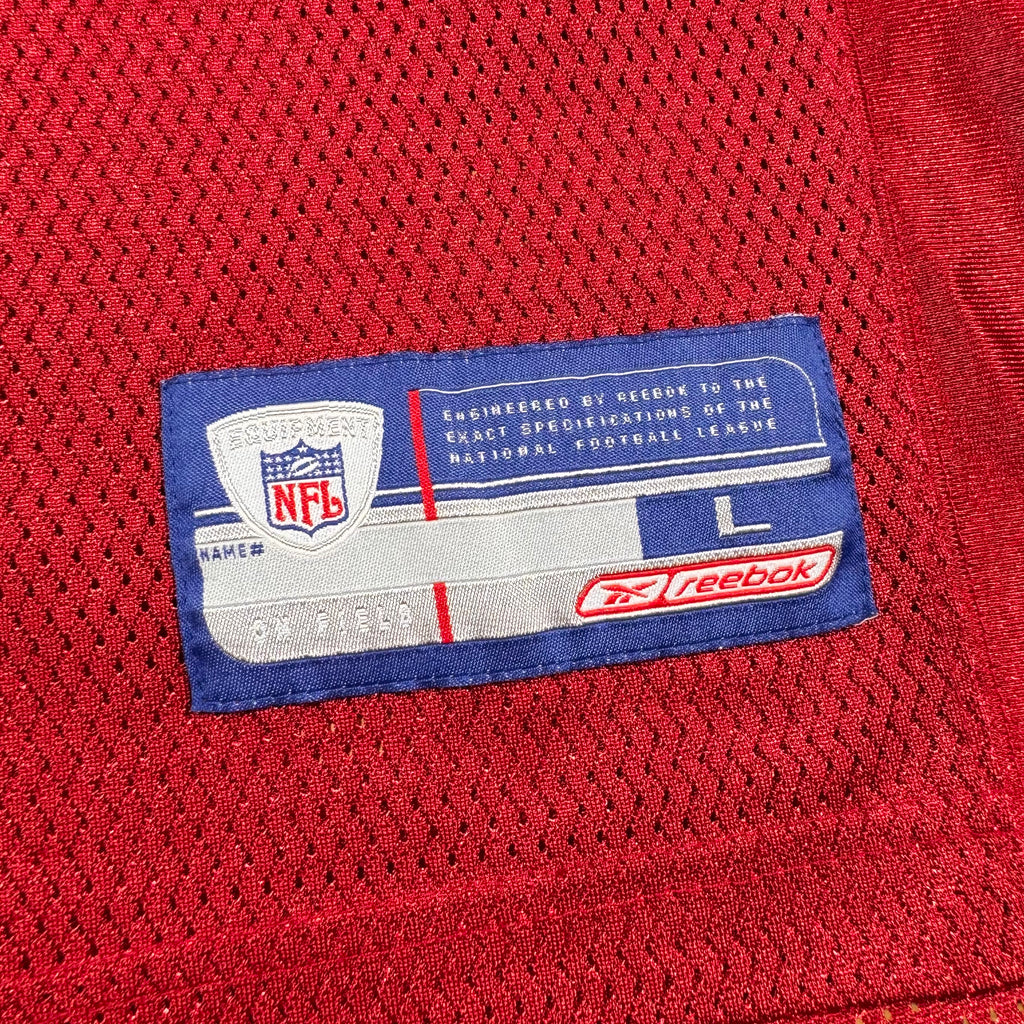 EQUIPMENT
NFL
ENGINEERED BY REEBOK TO THE
EXACT SPECIFICATIONS OF THE
NATIONAL FOOTBALL LEAGUE
L
NAME#
ON FIELD
reebok